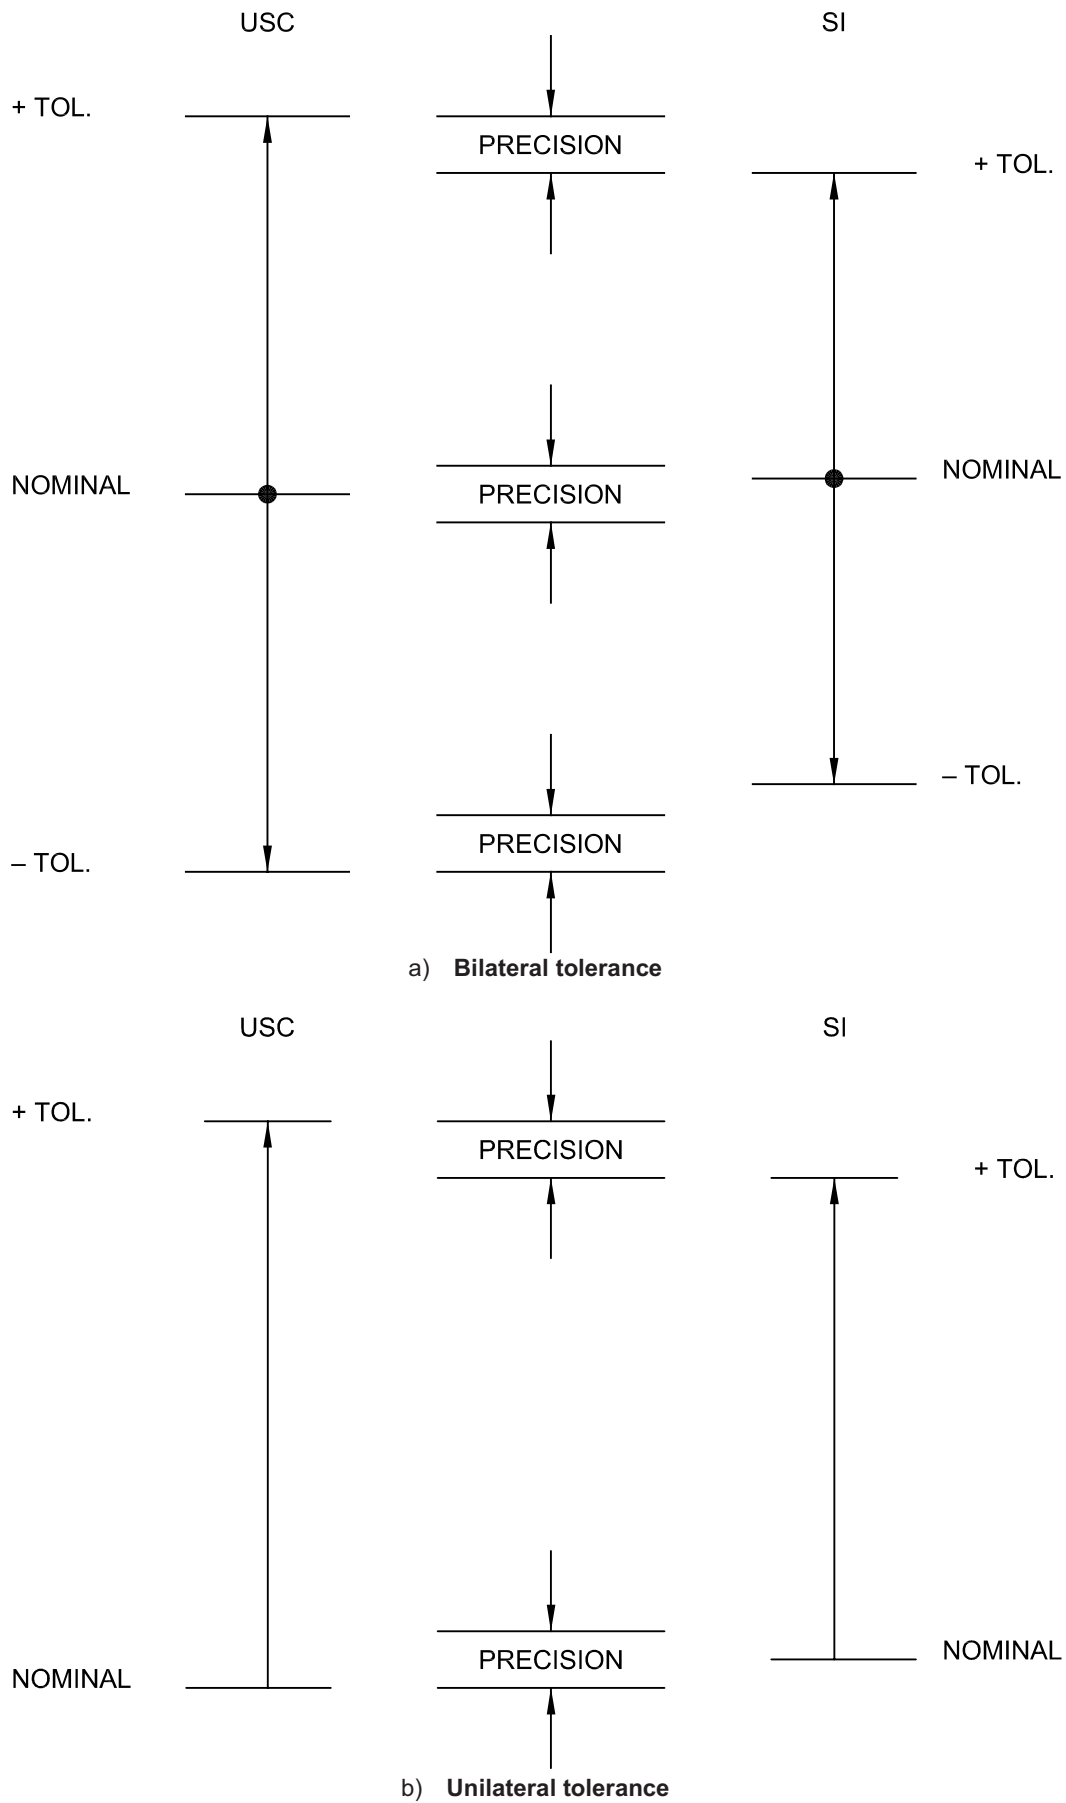 USC
SI
+ TOL.
PRECISION
+ TOL.
NOMINAL
PRECISION
NOMINAL
– TOL.
PRECISION
– TOL.
a) Bilateral tolerance
USC
SI
+ TOL.
PRECISION
+ TOL.
NOMINAL
PRECISION
NOMINAL
b) Unilateral tolerance